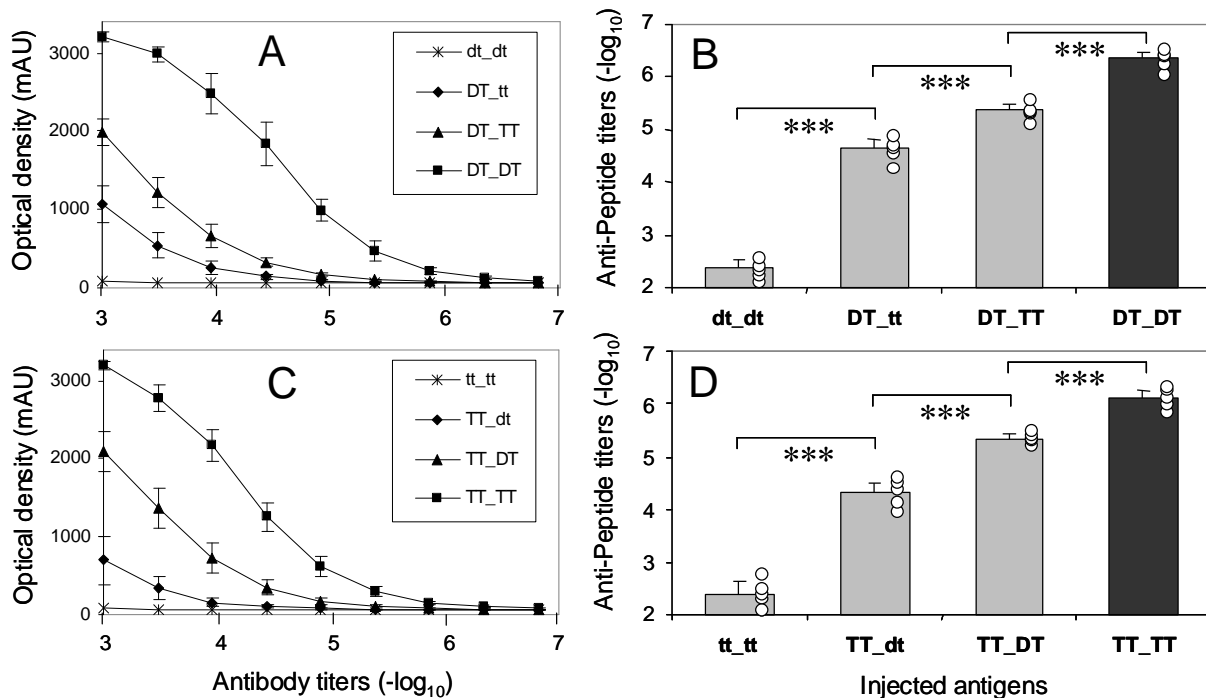 A
Optical density (mAU)
3000
2000
1000
0
3 4 5 6 7
dt_dt
DT_tt
DT_TT
DT_DT
B
Anti-Peptide titers (-log10)
7
6
5
4
3
2
***
***
***
dt_dt DT_tt DT_TT DT_DT
C
Optical density (mAU)
3000
2000
1000
0
3 4 5 6 7
Antibody titers (-log10)
tt_tt
TT_dt
TT_DT
TT_TT
D
Anti-Peptide titers (-log10)
7
6
5
4
3
2
***
***
***
tt_tt TT_dt TT_DT TT_TT
Injected antigens